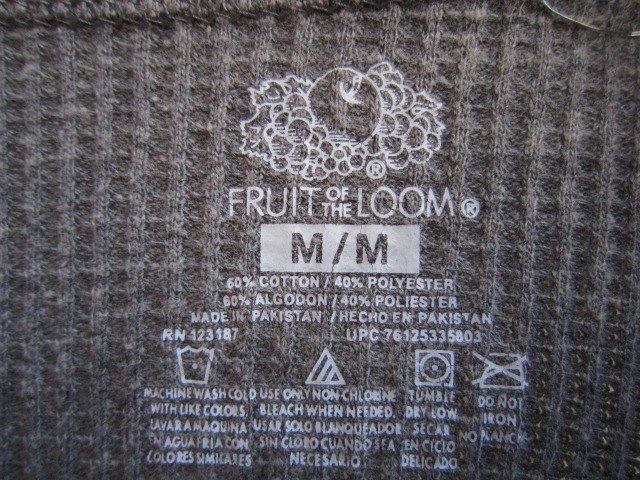 FRUIT OF THE LOOM®
M/M
60% COTTON / 40% POLYESTER
60% ALGODON / 40% POLIESTER
MADE IN PAKISTAN / HECHO EN PAKISTAN
RN 123187 UPC 76125335803
MACHINE WASH COLD USE ONLY NON-CHLORINE TUMBLE DO NOT
WITH LIKE COLORS. BLEACH WHEN NEEDED. DRY LOW IRON
LAVAR A MAQUINA USAR SOLO BLANQUEADOR SECAR NO PLANCHAR
EN AGUA FRIA CON SIN CLORO CUANDO SEA EN CICLO
COLORES SIMILARES NECESARIO DELICADO